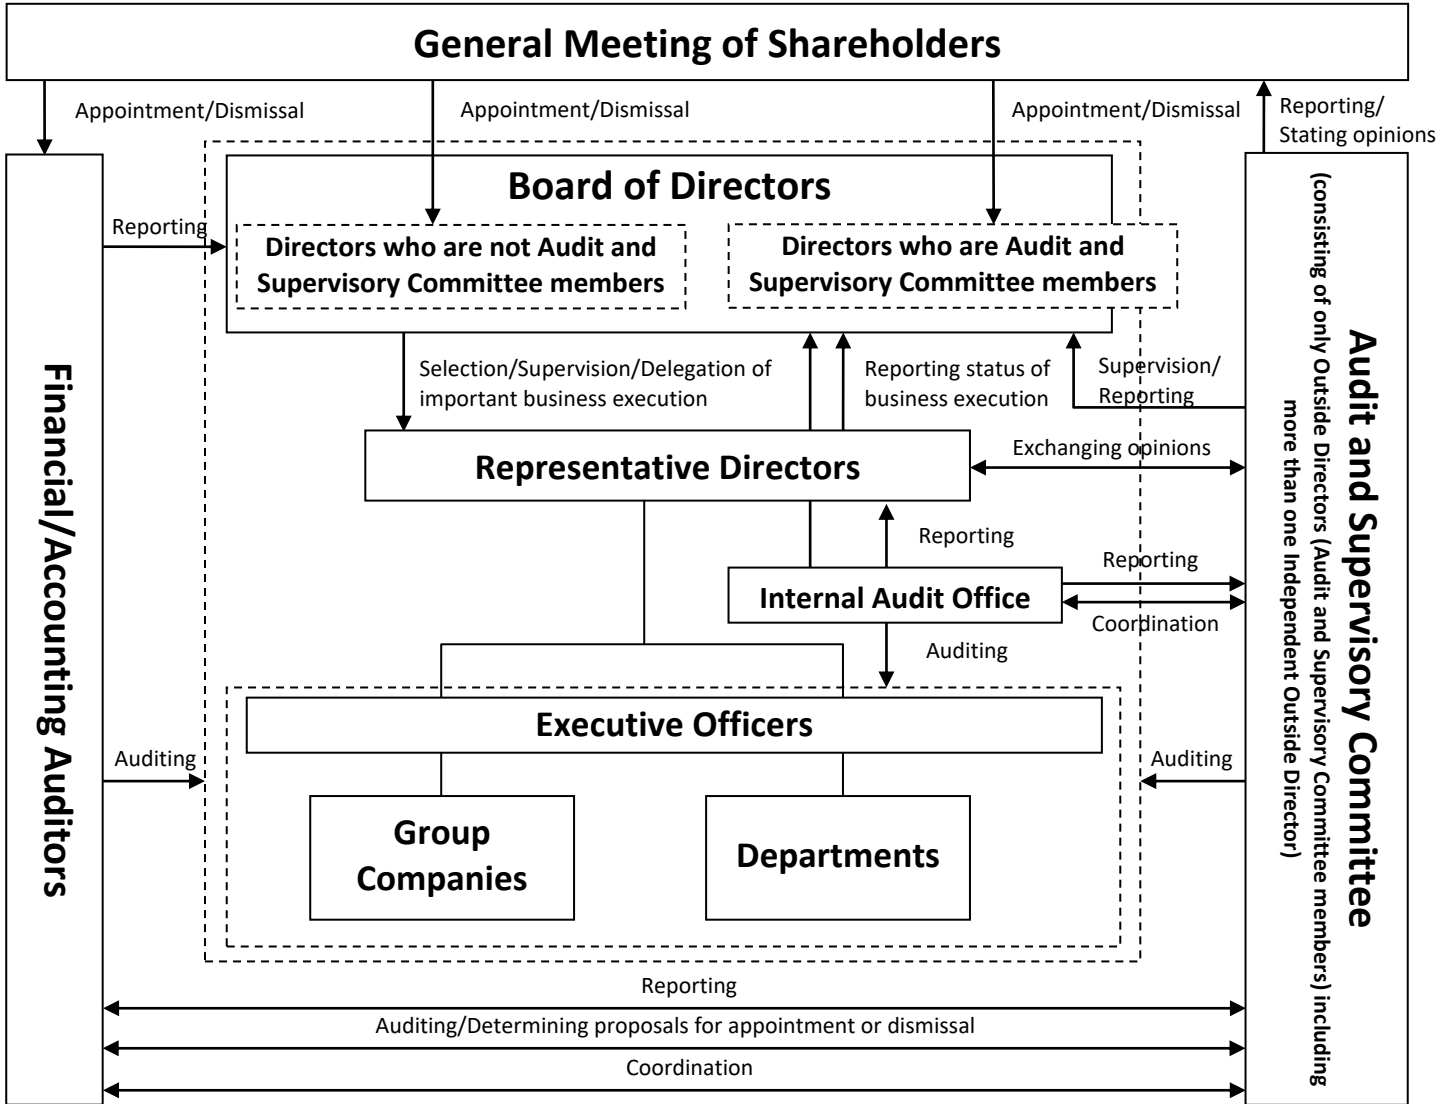 General Meeting of Shareholders
Appointment/Dismissal
Appointment/Dismissal
Appointment/Dismissal
Reporting/
Stating opinions
Board of Directors
Reporting
Directors who are not Audit and
Supervisory Committee members
Directors who are Audit and
Supervisory Committee members
Financial/Accounting Auditors
Audit and Supervisory Committee
(consisting of only Outside Directors (Audit and Supervisory Committee members) including
more than one Independent Outside Director)
Selection/Supervision/Delegation of
important business execution
Reporting status of
business execution
Supervision/
Reporting
Representative Directors
Exchanging opinions
Reporting
Internal Audit Office
Reporting
Coordination
Auditing
Executive Officers
Auditing
Auditing
Group
Companies
Departments
Reporting
Auditing/Determining proposals for appointment or dismissal
Coordination